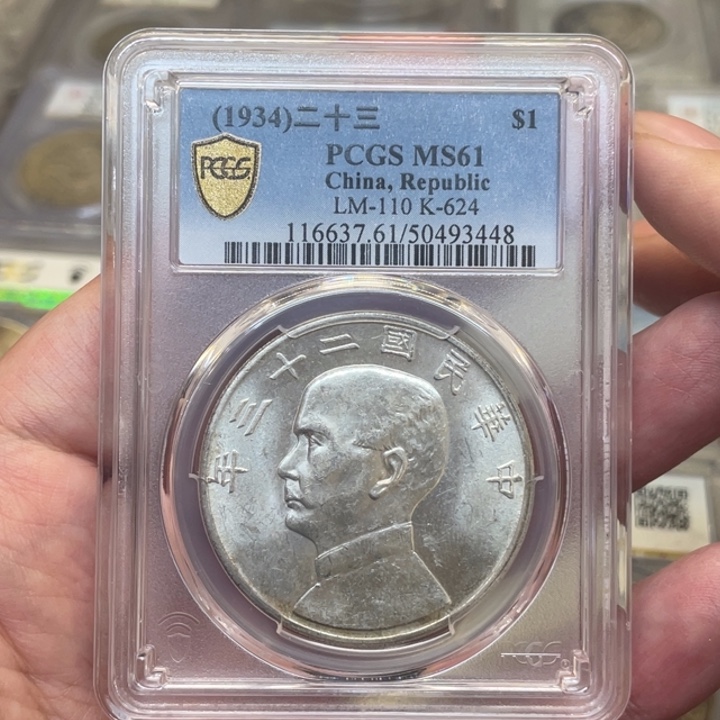 (1934)二十三 $1
PCGS PCGS MS61
China, Republic
LM-110 K-624
116637.61/50493448
中華民國二十三年
PCGS